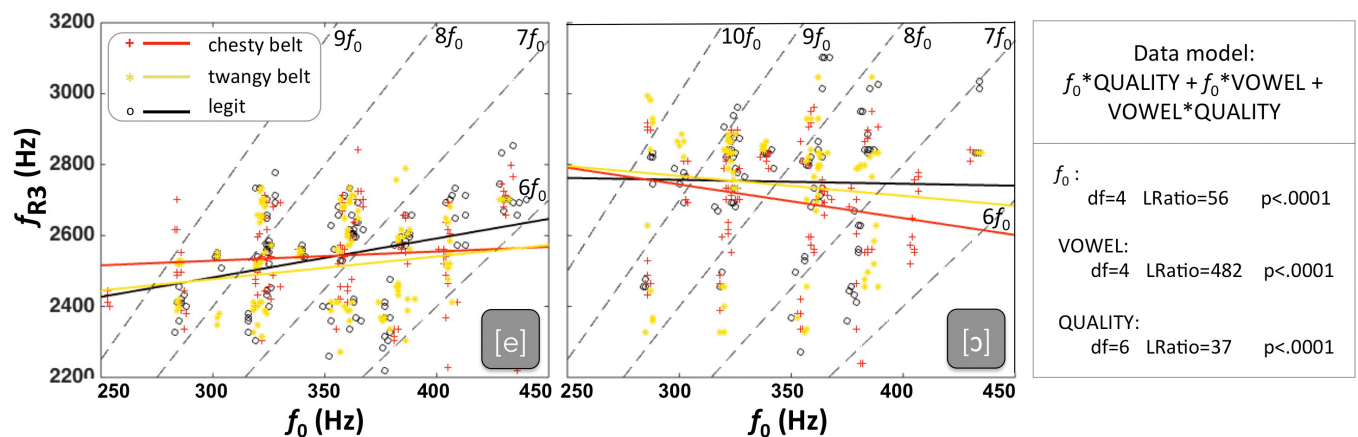 3200
3000
2800
2600
2400
2200
fR3 (Hz)
+ chesty belt
* twangy belt
o legit
9f0
8f0
7f0
6f0
[e]
250
300
350
400
450
f0 (Hz)
10f0
9f0
8f0
7f0
6f0
[ɔ]
250
300
350
400
450
f0 (Hz)
Data model:
f0*QUALITY + f0*VOWEL +
VOWEL*QUALITY
f0 :
df=4 LRatio=56 p<.0001
VOWEL:
df=4 LRatio=482 p<.0001
QUALITY:
df=6 LRatio=37 p<.0001